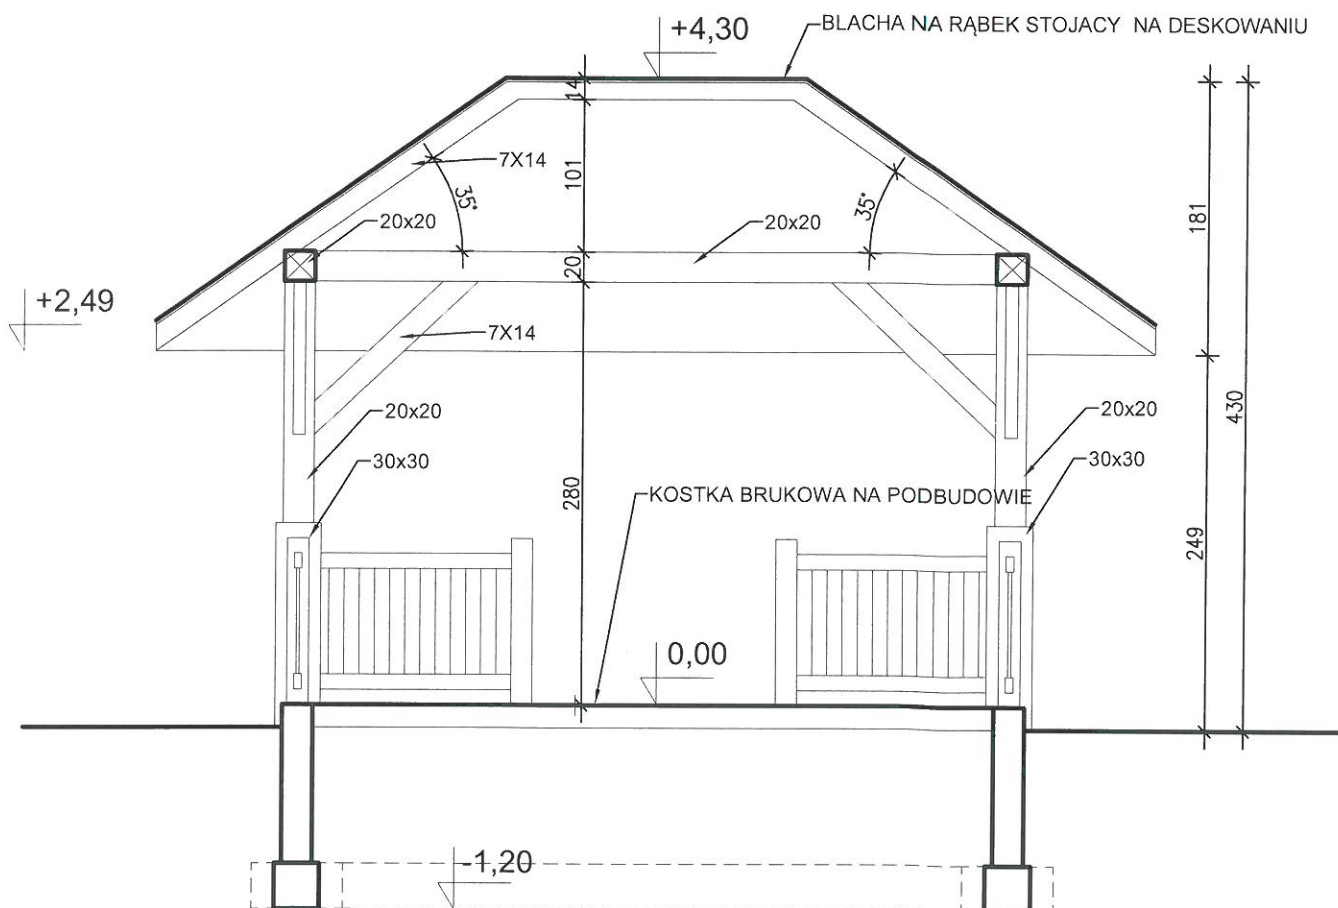 +4,30
BLACHA NA RĄBEK STOJACY NA DESKOWANIU
14
7X14
101
35°
35°
181
20x20
20x20
20
+2,49
7X14
430
20x20
20x20
30x30
30x30
280
KOSTKA BRUKOWA NA PODBUDOWIE
249
0,00
-1,20